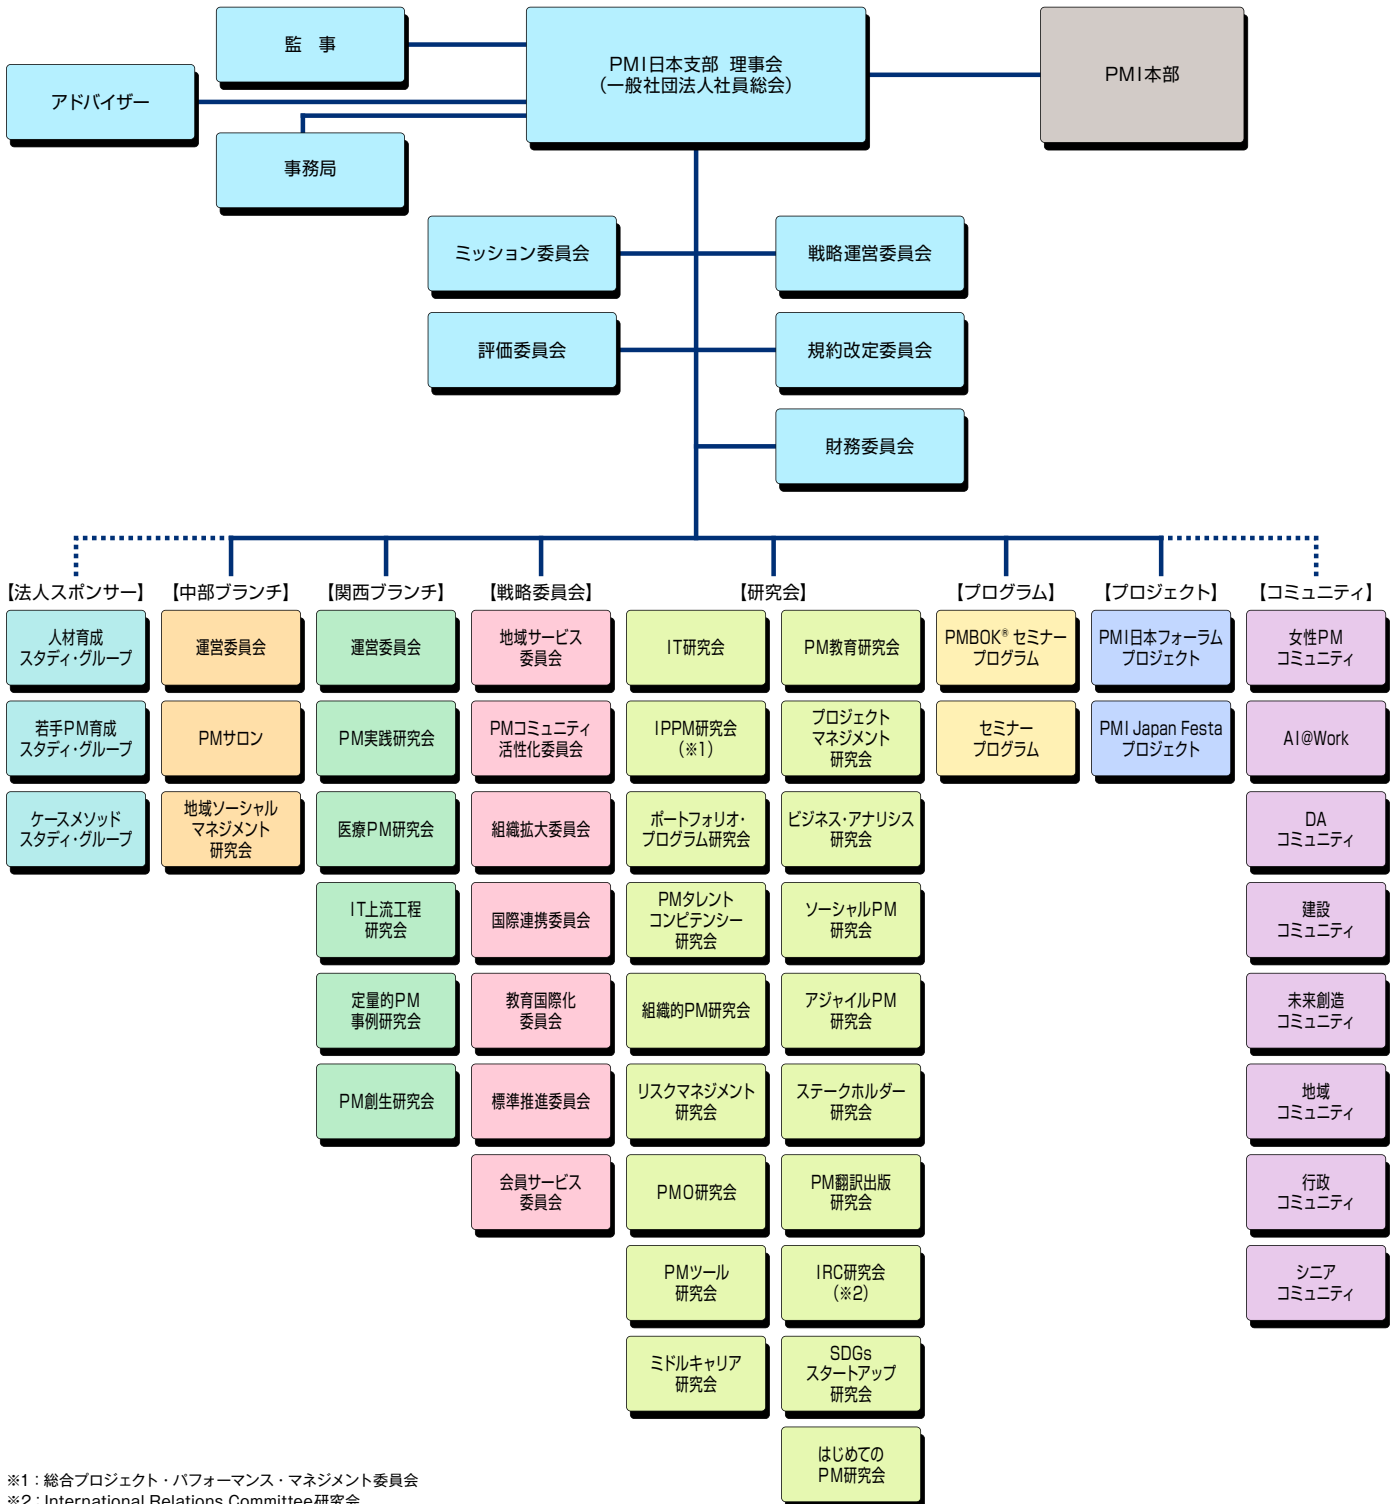 監　事
PMI日本支部 理事会
（一般社団法人社員総会）
PMI本部
アドバイザー
事務局
ミッション委員会
戦略運営委員会
評価委員会
規約改定委員会
財務委員会
【法人スポンサー】
人材育成
スタディ・グループ
若手PM育成
スタディ・グループ
ケースメソッド
スタディ・グループ
【中部ブランチ】
運営委員会
PMサロン
地域ソーシャル
マネジメント
研究会
【関西ブランチ】
運営委員会
PM実践研究会
医療PM研究会
IT上流工程
研究会
定量的PM
事例研究会
PM創生研究会
【戦略委員会】
地域サービス
委員会
PMコミュニティ
活性化委員会
組織拡大委員会
国際連携委員会
教育国際化
委員会
標準推進委員会
会員サービス
委員会
【研究会】
IT研究会
IPPM研究会
（※1）
ポートフォリオ・
プログラム研究会
PMタレント
コンピテンシー
研究会
組織的PM研究会
リスクマネジメント
研究会
PMO研究会
PMツール
研究会
ミドルキャリア
研究会
PM教育研究会
プロジェクト
マネジメント
研究会
ビジネス・アナリシス
研究会
ソーシャルPM
研究会
アジャイルPM
研究会
ステークホルダー
研究会
PM翻訳出版
研究会
IRC研究会
（※2）
SDGs
スタートアップ
研究会
はじめての
PM研究会
【プログラム】
PMBOK® セミナー
プログラム
セミナー
プログラム
【プロジェクト】
PMI日本フォーラム
プロジェクト
PMI Japan Festa
プロジェクト
【コミュニティ】
女性PM
コミュニティ
AI@Work
DA
コミュニティ
建設
コミュニティ
未来創造
コミュニティ
地域
コミュニティ
行政
コミュニティ
シニア
コミュニティ
※1：総合プロジェクト・パフォーマンス・マネジメント委員会
※2：International Relations Committee研究会